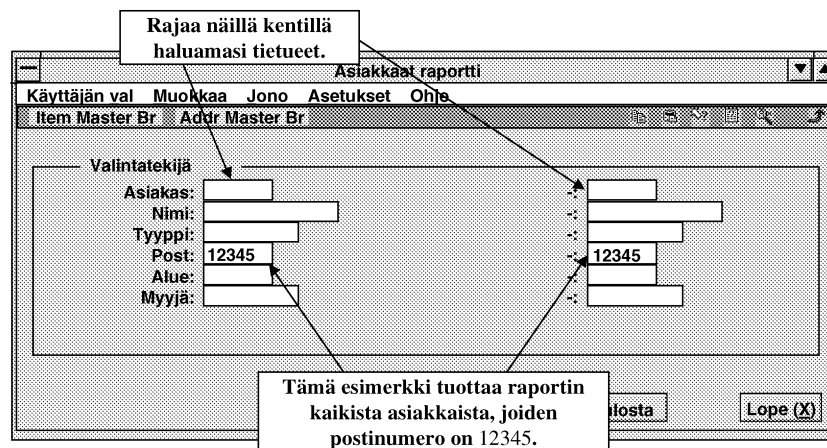 Rajaa näillä kentillä
haluamasi tietueet.
Asiakkaat raportti
Käyttäjän val Muokkaa Jono Asetukset Ohje
Item Master Br Addr Master Br
Valintatekijä
Asiakas: -:
Nimi: -:
Tyyppi: -:
Post: 12345 -: 12345
Alue: -:
Myyjä: -:
Tämä esimerkki tuottaa raportin
kaikista asiakkaista, joiden
postinumero on 12345.
Lope (X)